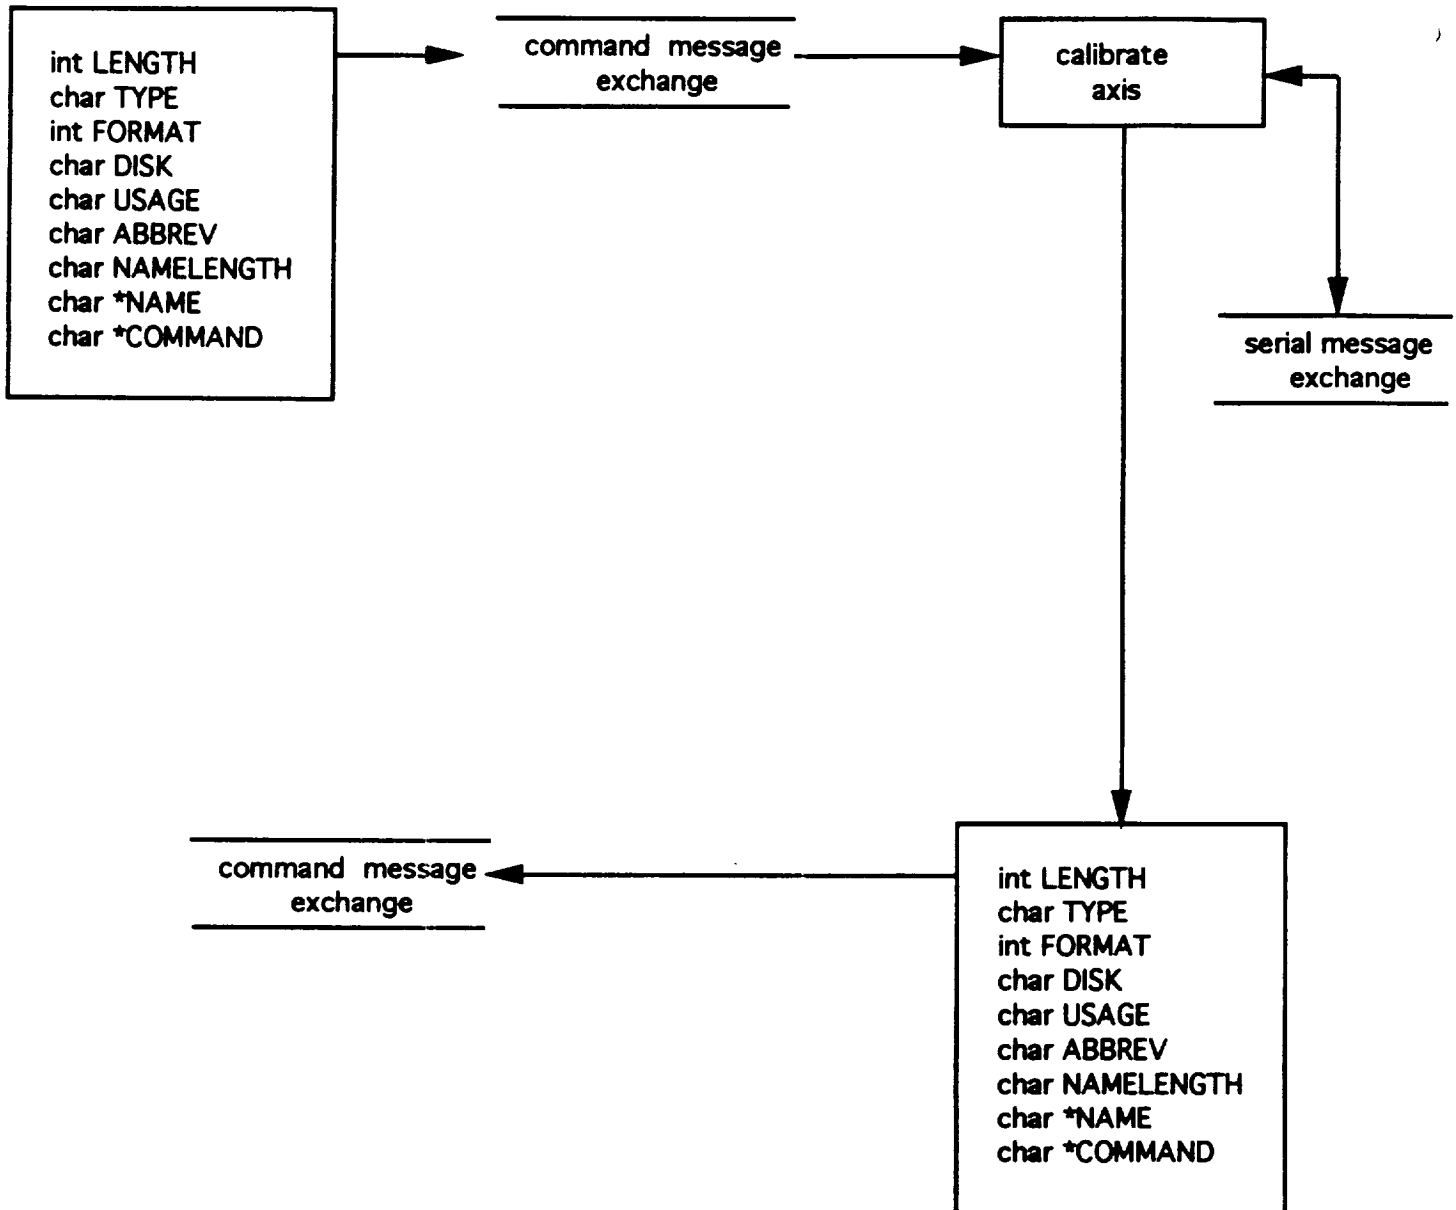 int LENGTH
char TYPE
int FORMAT
char DISK
char USAGE
char ABBREV
char NAMELENGTH
char *NAME
char *COMMAND
command message
exchange
calibrate
axis
serial message
exchange
command message
exchange
int LENGTH
char TYPE
int FORMAT
char DISK
char USAGE
char ABBREV
char NAMELENGTH
char *NAME
char *COMMAND